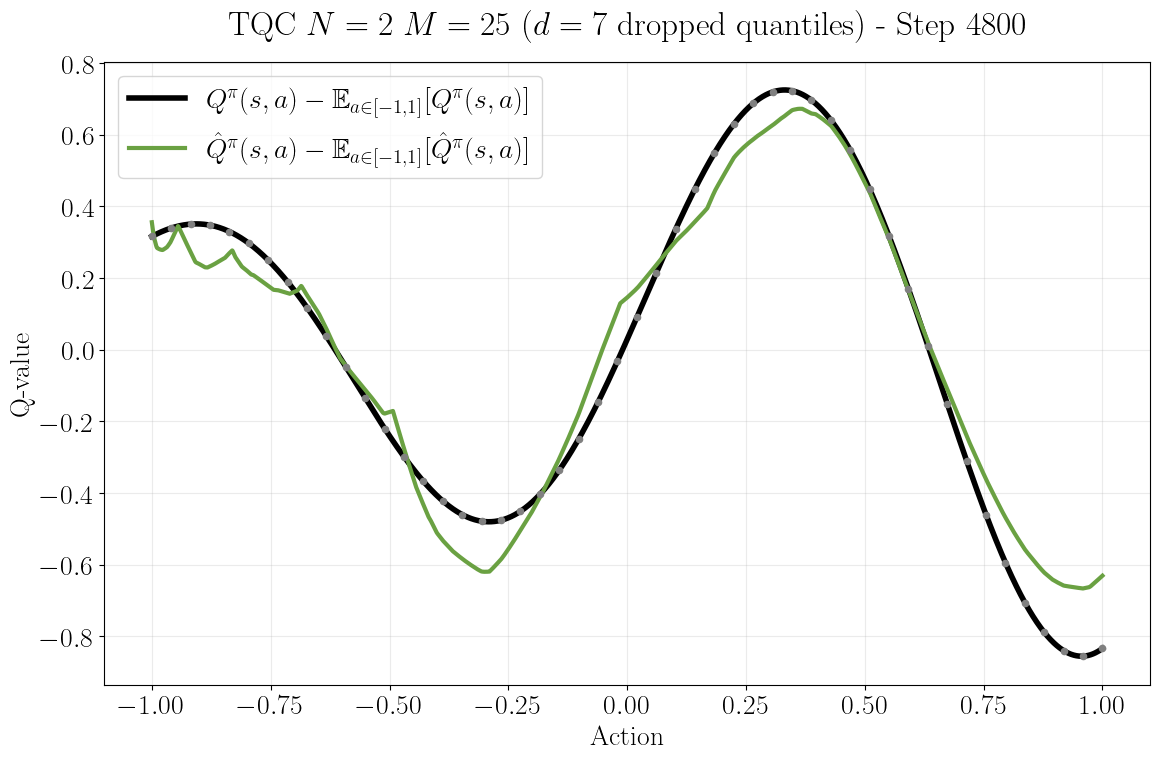 TQC N = 2 M = 25 (d = 7 dropped quantiles) - Step 4800
Q^π(s, a) − 𝔼_{a∈[−1,1]}[Q^π(s, a)]
Q̂^π(s, a) − 𝔼_{a∈[−1,1]}[Q̂^π(s, a)]
0.8
0.6
0.4
0.2
0.0
−0.2
−0.4
−0.6
−0.8
Q-value
−1.00 −0.75 −0.50 −0.25 0.00 0.25 0.50 0.75 1.00
Action